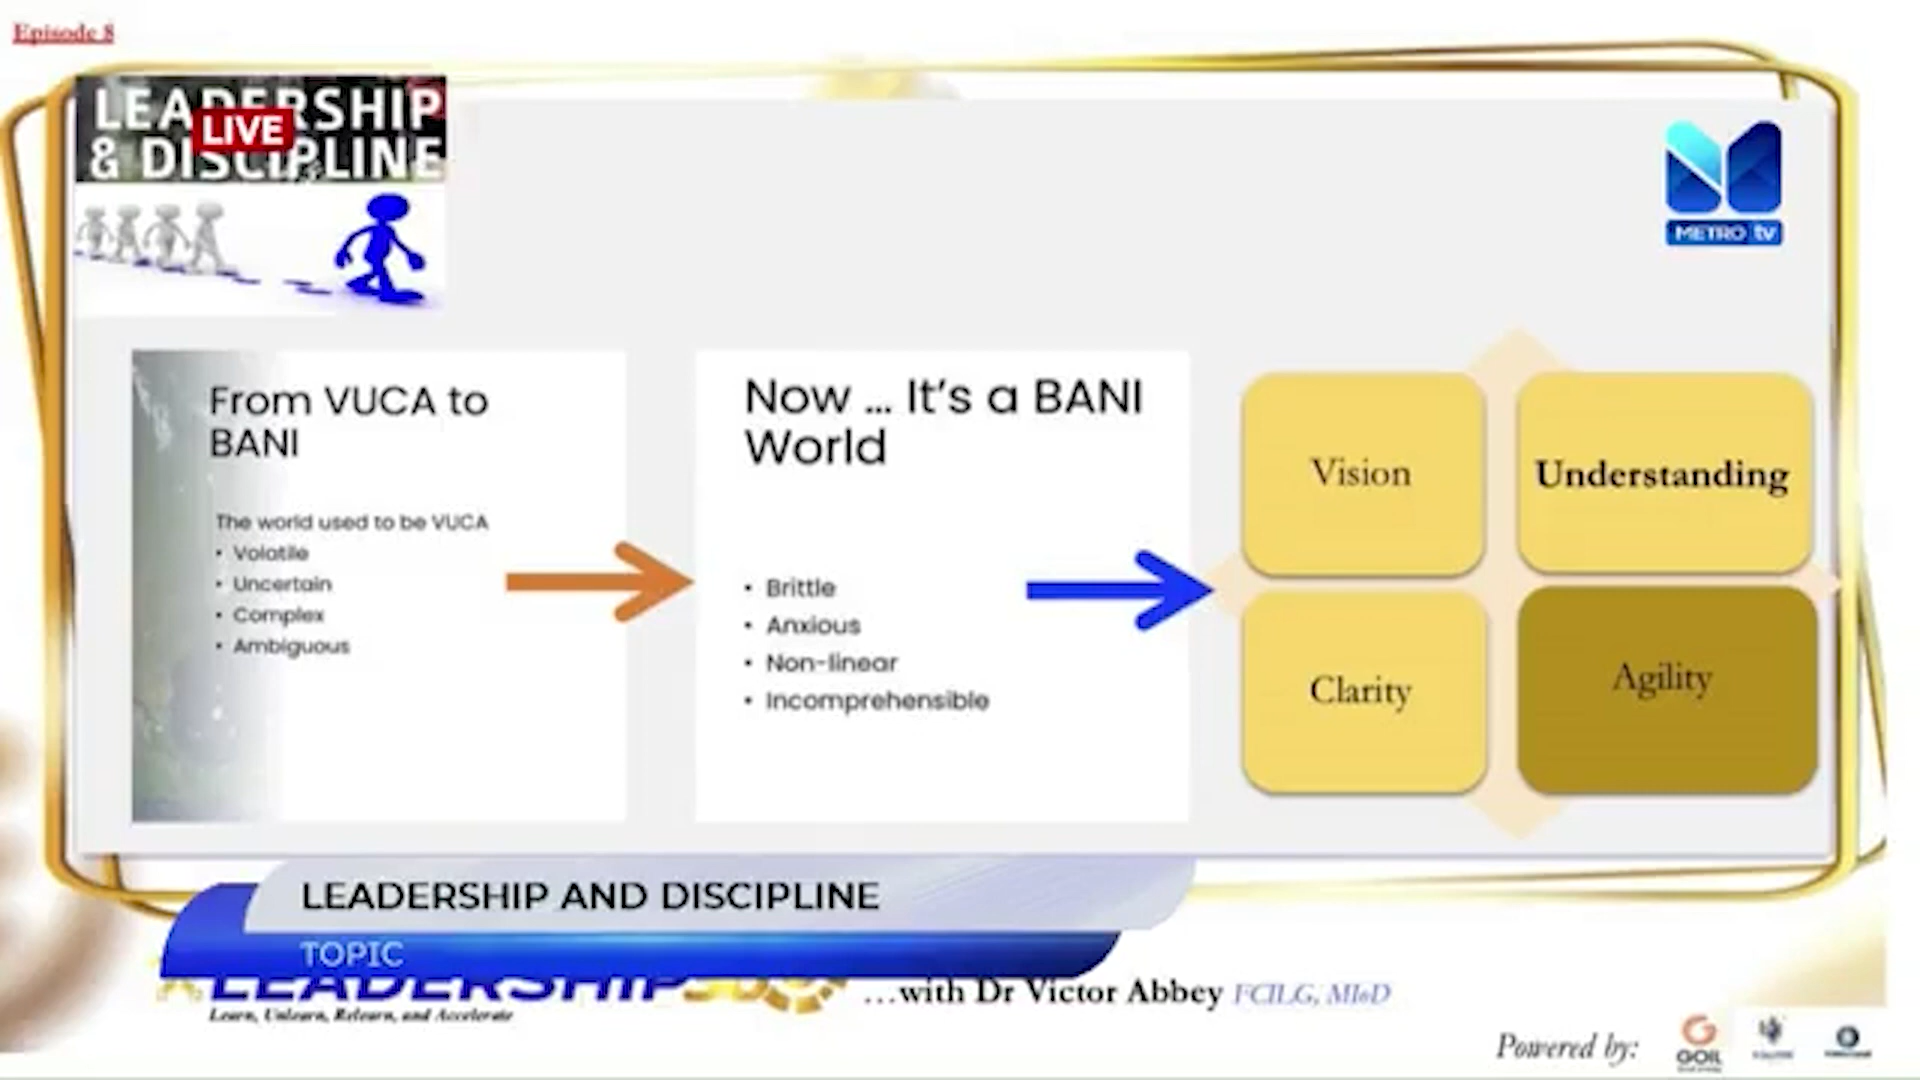 Episode 8
LEADERSHIP
LIVE
& DISCIPLINE
METRO tv
From VUCA to
BANI
The world used to be VUCA
• Volatile
• Uncertain
• Complex
• Ambiguous
Now ... It's a BANI
World
• Brittle
• Anxious
• Non-linear
• Incomprehensible
Vision
Understanding
Clarity
Agility
LEADERSHIP AND DISCIPLINE
TOPIC
LEADERSHIP
...with Dr Victor Abbey FCILG, MIoD
Learn, Unlearn, Relearn, and Accelerate
Powered by:
GOIL